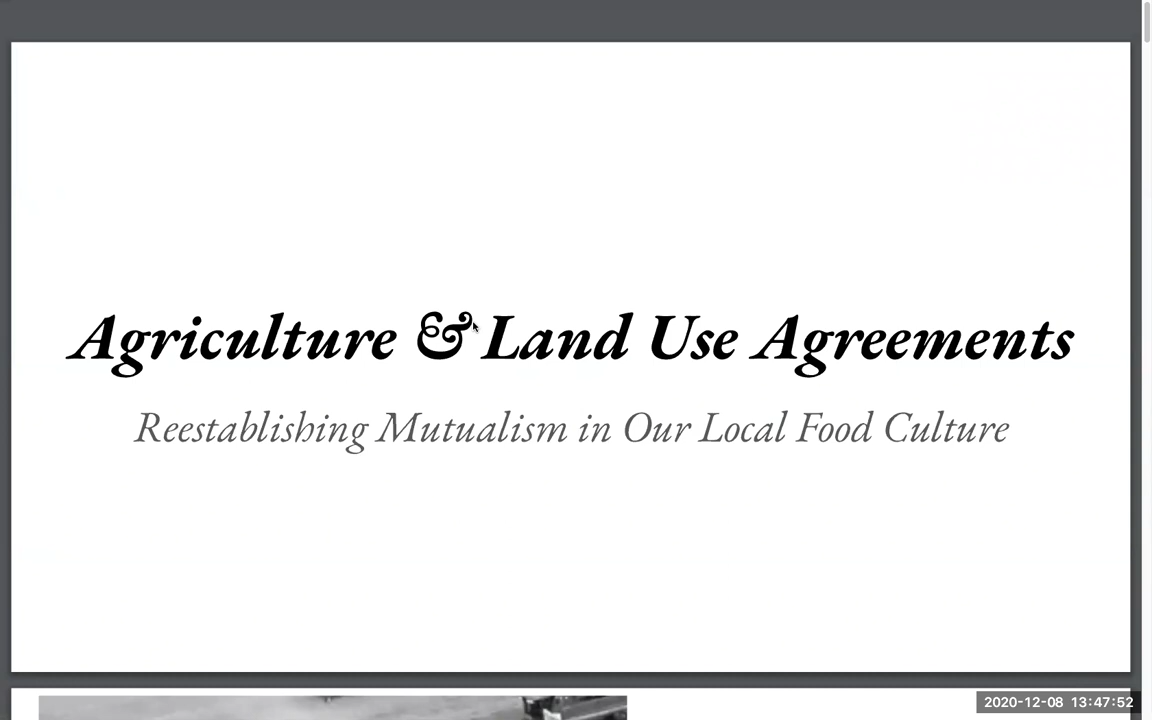 Agriculture & Land Use Agreements
Reestablishing Mutualism in Our Local Food Culture
2020-12-08 13:47:52